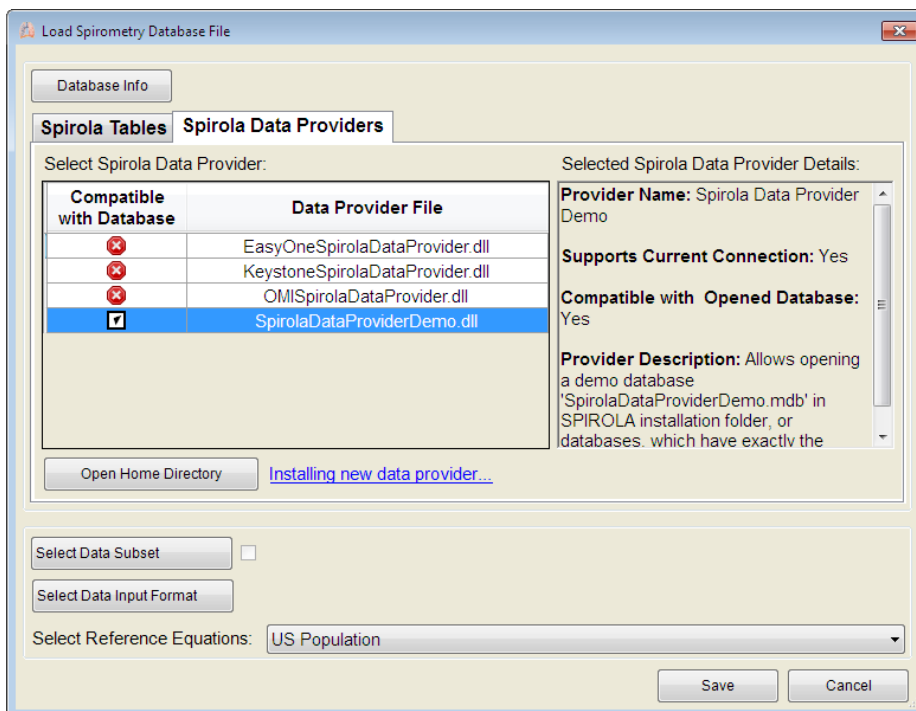 Load Spirometry Database File
Database Info
Spirola Tables
Spirola Data Providers
Select Spirola Data Provider:
Selected Spirola Data Provider Details:
Compatible
with Database
Data Provider File
EasyOneSpirolaDataProvider.dll
KeystoneSpirolaDataProvider.dll
OMISpirolaDataProvider.dll
SpirolaDataProviderDemo.dll
Provider Name: Spirola Data Provider
Demo
Supports Current Connection: Yes
Compatible with  Opened Database:
Yes
Provider Description: Allows opening
a demo database
'SpirolaDataProviderDemo.mdb' in
SPIROLA installation folder, or
databases, which have exactly the
Open Home Directory
Installing new data provider...
Select Data Subset
Select Data Input Format
Select Reference Equations:
US Population
Save
Cancel